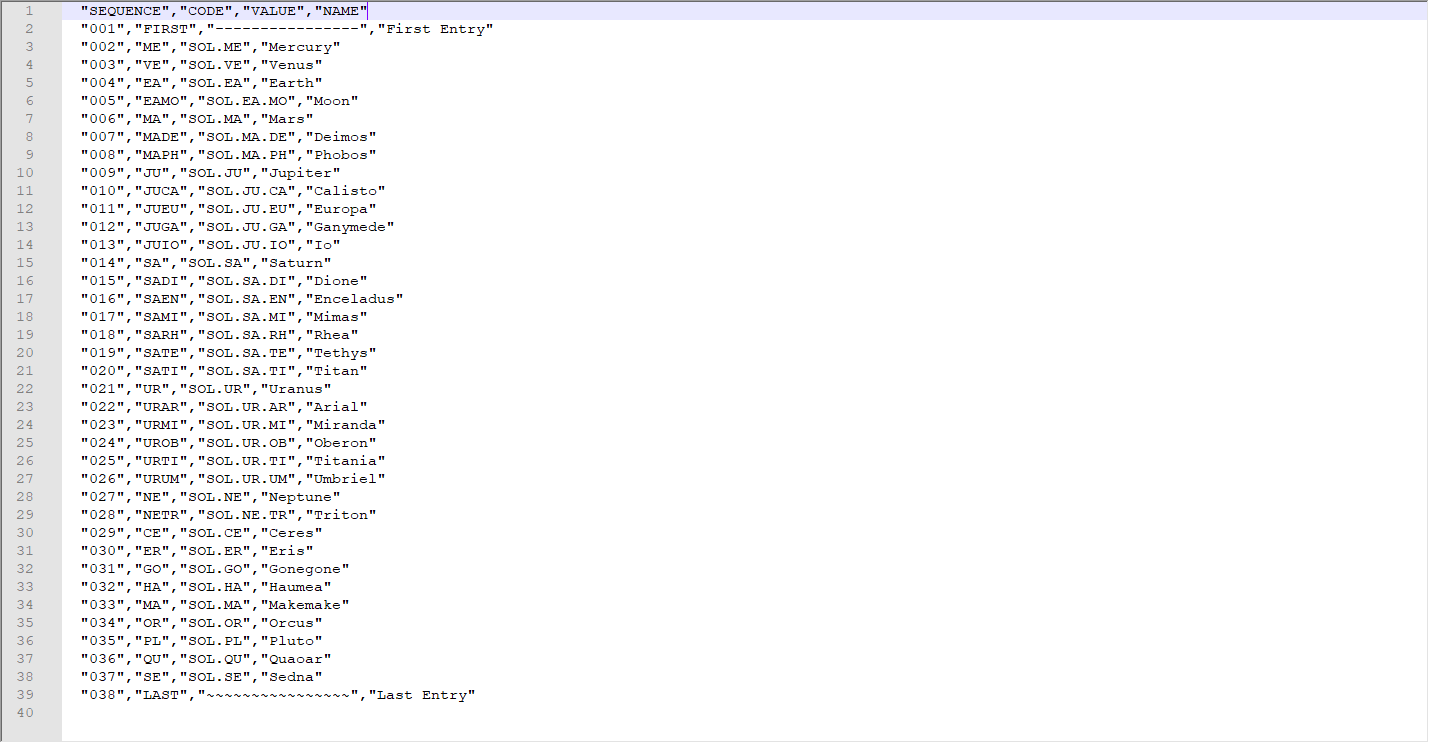 1 "SEQUENCE","CODE","VALUE","NAME"
2 "001","FIRST","----------------","First Entry"
3 "002","ME","SOL.ME","Mercury"
4 "003","VE","SOL.VE","Venus"
5 "004","EA","SOL.EA","Earth"
6 "005","EAMO","SOL.EA.MO","Moon"
7 "006","MA","SOL.MA","Mars"
8 "007","MADE","SOL.MA.DE","Deimos"
9 "008","MAPH","SOL.MA.PH","Phobos"
10 "009","JU","SOL.JU","Jupiter"
11 "010","JUCA","SOL.JU.CA","Calisto"
12 "011","JUEU","SOL.JU.EU","Europa"
13 "012","JUGA","SOL.JU.GA","Ganymede"
14 "013","JUIO","SOL.JU.IO","Io"
15 "014","SA","SOL.SA","Saturn"
16 "015","SADI","SOL.SA.DI","Dione"
17 "016","SAEN","SOL.SA.EN","Enceladus"
18 "017","SAMI","SOL.SA.MI","Mimas"
19 "018","SARH","SOL.SA.RH","Rhea"
20 "019","SATE","SOL.SA.TE","Tethys"
21 "020","SATI","SOL.SA.TI","Titan"
22 "021","UR","SOL.UR","Uranus"
23 "022","URAR","SOL.UR.AR","Arial"
24 "023","URMI","SOL.UR.MI","Miranda"
25 "024","UROB","SOL.UR.OB","Oberon"
26 "025","URTI","SOL.UR.TI","Titania"
27 "026","URUM","SOL.UR.UM","Umbriel"
28 "027","NE","SOL.NE","Neptune"
29 "028","NETR","SOL.NE.TR","Triton"
30 "029","CE","SOL.CE","Ceres"
31 "030","ER","SOL.ER","Eris"
32 "031","GO","SOL.GO","Gonegone"
33 "032","HA","SOL.HA","Haumea"
34 "033","MA","SOL.MA","Makemake"
35 "034","OR","SOL.OR","Orcus"
36 "035","PL","SOL.PL","Pluto"
37 "036","QU","SOL.QU","Quaoar"
38 "037","SE","SOL.SE","Sedna"
39 "038","LAST","~~~~~~~~~~~~~~~~","Last Entry"
40